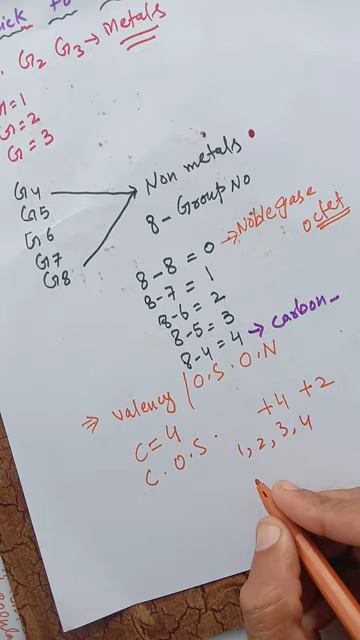 ick to
G2 G3 → Metals
=1
G=2
G=3
G4
G5
G6
G7
G8
Non metals
8 - Group No
8-8=0 → Noble gase octet
8-7=1
8-6=2
8-5=3
8-4=4 → carbon-
⇒ valency / O.S. O.N
C=4 +4 +2
C. O.S. 1, 2, 3, 4